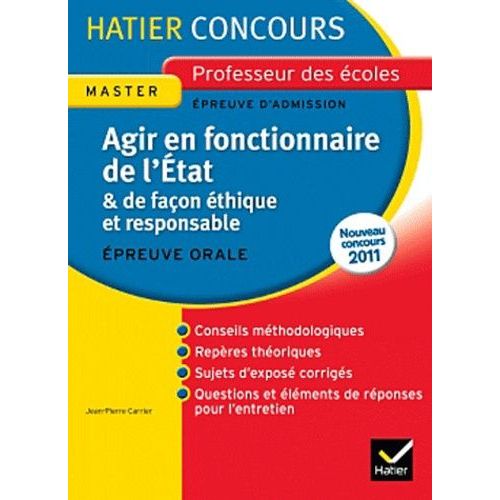 HATIER CONCOURS
Professeur des écoles
MASTER
ÉPREUVE D'ADMISSION
Agir en fonctionnaire
de l'État
& de façon éthique
et responsable
ÉPREUVE ORALE
Nouveau
concours
2011
Conseils méthodologiques
Repères théoriques
Sujets d'exposé corrigés
Questions et éléments de réponses
pour l'entretien
Jean-Pierre Carrier
Hatier